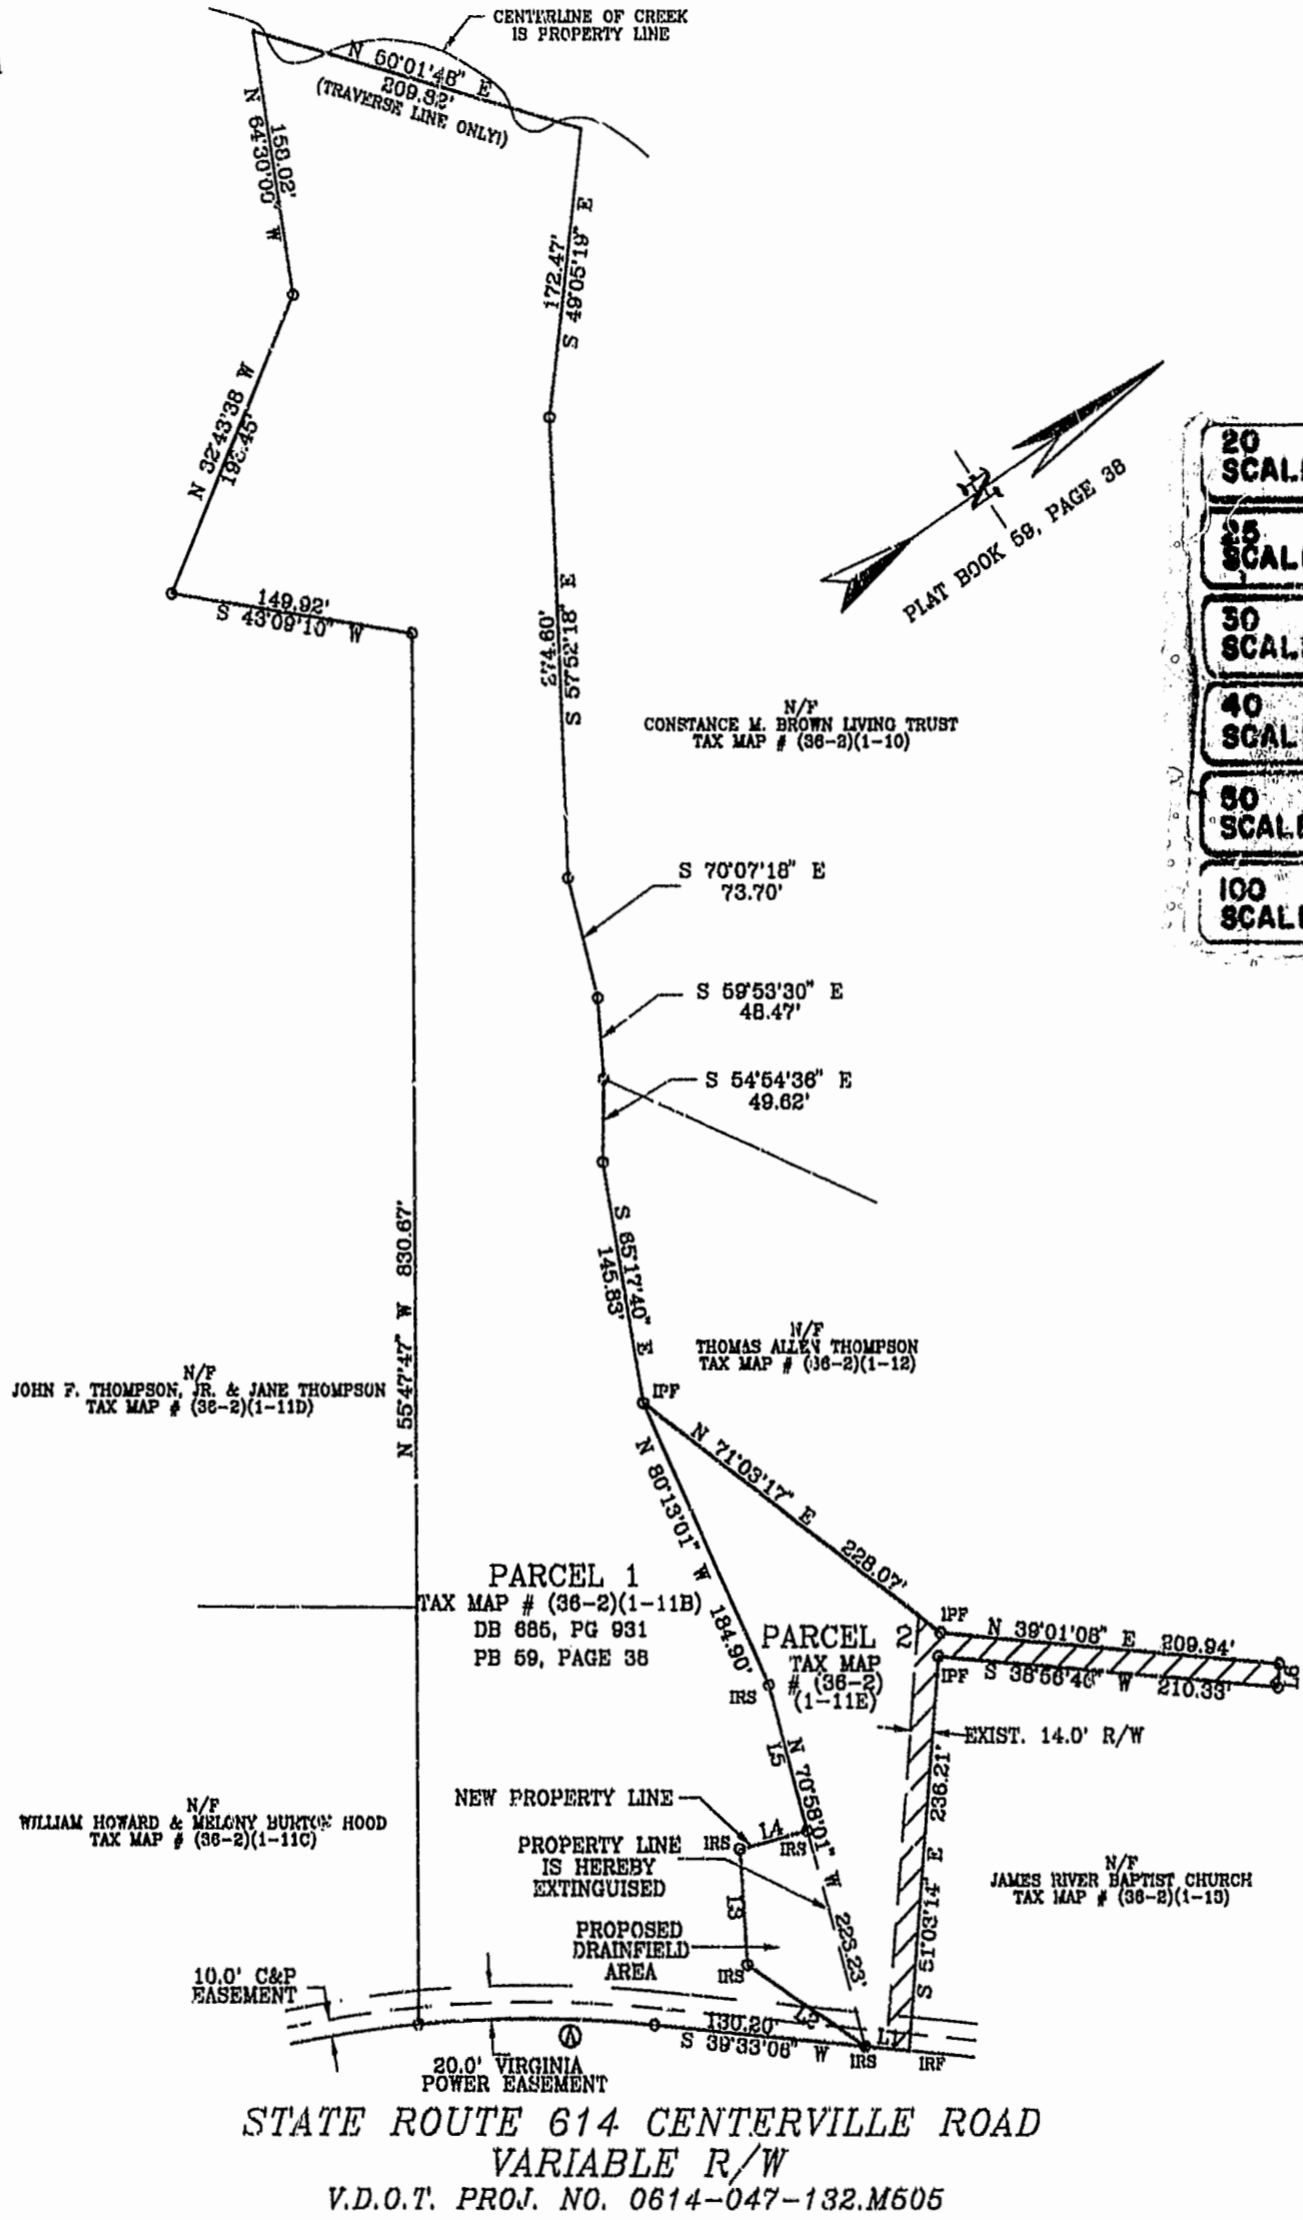 CENTERLINE OF CREEK
IS PROPERTY LINE
N 50°01'48" E
209.82'
(TRAVERSE LINE ONLY!)
158.02'
N 64°30'00" W
172.47'
S 49°05'19" E
N 32°43'38 W
149.92'
S 43°09'10" W
274.60'
S 57°52'18" E
PLAT BOOK 59, PAGE 38
20
SCAL
25
SCAL
30
SCAL
40
SCAL
50
SCAL
100
SCAL
N/F
CONSTANCE M. BROWN LIVING TRUST
TAX MAP # (36-2)(1-10)
S 70°07'18" E
73.70'
S 59°53'30" E
48.47'
S 54°54'36" E
49.62'
S 65°17'40" E
145.83'
N 55°47'47" W 830.67'
N/F
THOMAS ALLEN THOMPSON
TAX MAP # (36-2)(1-12)
N/F
JOHN F. THOMPSON, JR. & JANE THOMPSON
TAX MAP # (36-2)(1-11D)
IPF
N 71°03'17" E
228.07'
N 80°13'01" W 184.90'
PARCEL 1
TAX MAP # (36-2)(1-11B)
DB 685, PG 931
PB 59, PAGE 38
PARCEL 2
TAX MAP
# (36-2)
(1-11E)
IPF
N 39°01'08" E 209.94'
IPF
S 38°56'46" W 210.33'
L6
IRS
EXIST. 14.0' R/W
L5
N 70°58'01" W 223.23'
236.21'
S 51°03'14" E
NEW PROPERTY LINE
L4
IRS
IRS
PROPERTY LINE
IS HEREBY
EXTINGUISED
L3
N/F
WILLIAM HOWARD & MELONY BURTON HOOD
TAX MAP # (36-2)(1-11C)
N/F
JAMES RIVER BAPTIST CHURCH
TAX MAP # (36-2)(1-13)
PROPOSED
DRAINFIELD
AREA
IRS
10.0' C&P
EASEMENT
L2
130.20'
S 39°33'06" W
L1
IRS
IRF
A
20.0' VIRGINIA
POWER EASEMENT
STATE ROUTE 614 CENTERVILLE ROAD
VARIABLE R/W
V.D.O.T. PROJ. NO. 0614-047-132.M505